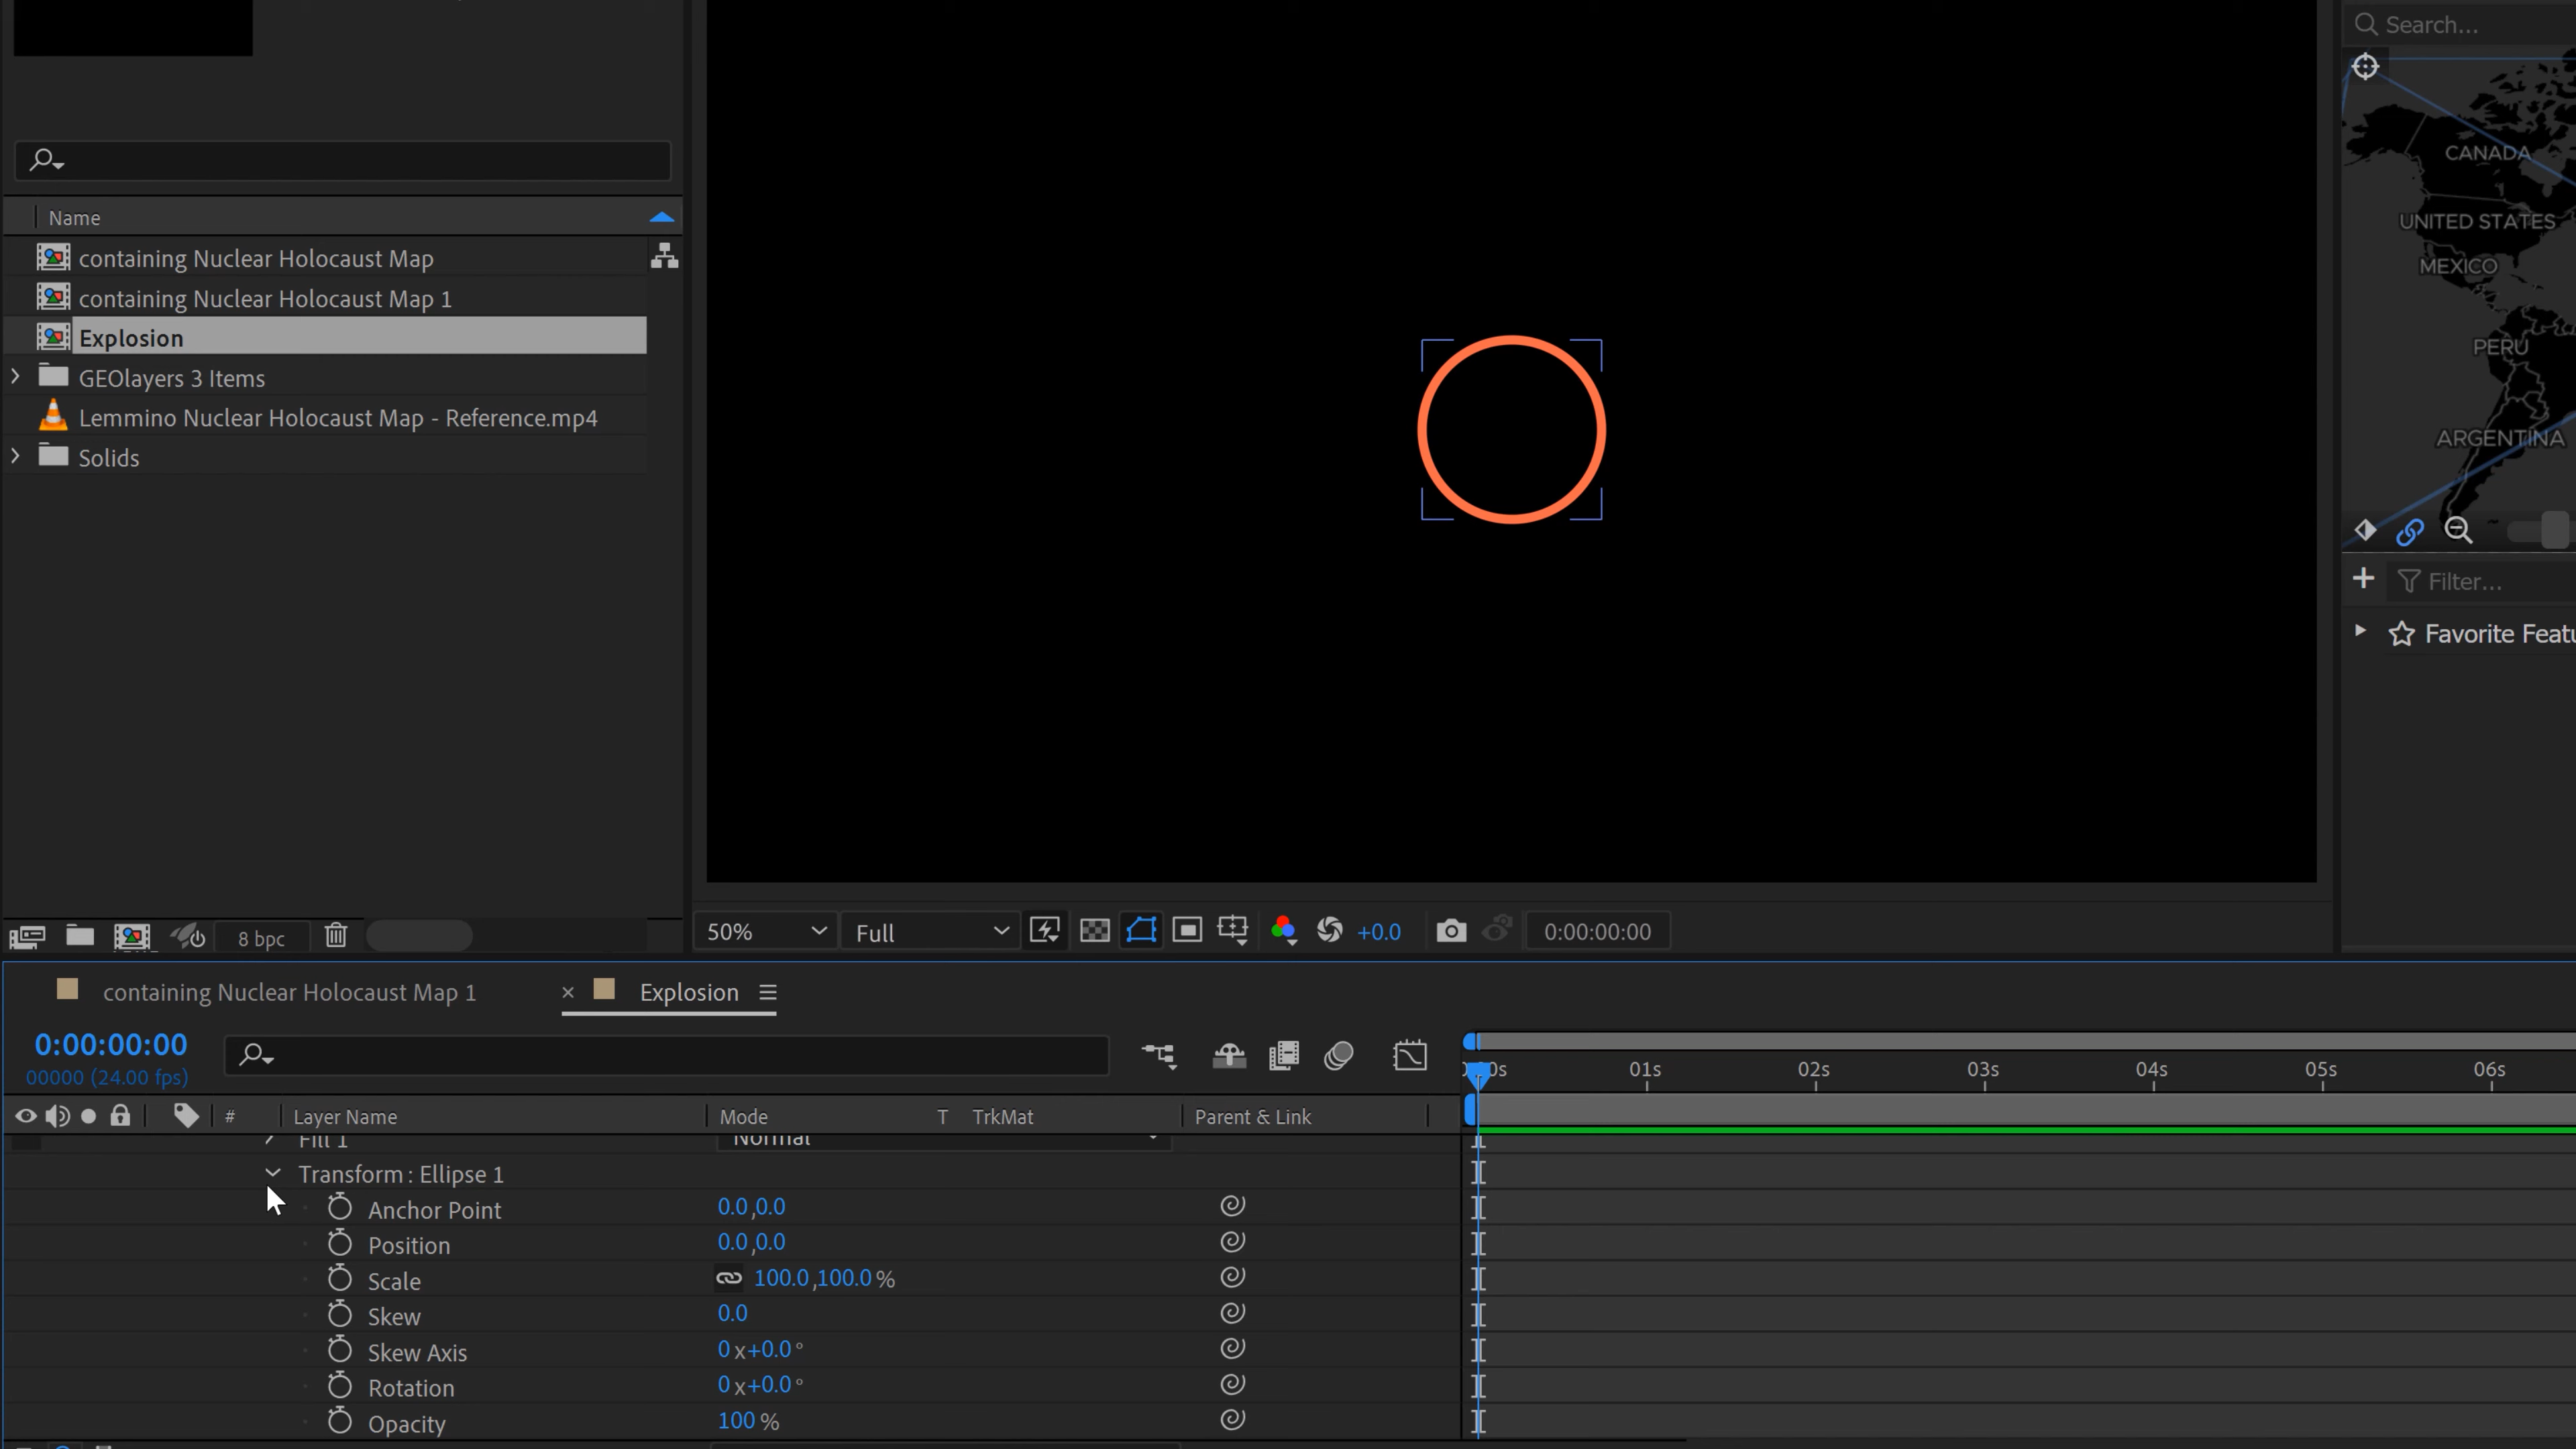 Search...
CANADA
UNITED STATES
MEXICO
PERU
ARGENTINA
Name
containing Nuclear Holocaust Map
containing Nuclear Holocaust Map 1
Explosion
GEOlayers 3 Items
Lemmino Nuclear Holocaust Map - Reference.mp4
Solids
Filter...
Favorite Featu
8 bpc
50%
Full
+0.0
0:00:00:00
containing Nuclear Holocaust Map 1
× Explosion
0:00:00:00
00000 (24.00 fps)
01s 02s 03s 04s 05s 06s
# Layer Name Mode T TrkMat Parent & Link
Fill 1 Normal
Transform : Ellipse 1
Anchor Point 0.0,0.0
Position 0.0,0.0
Scale 100.0,100.0%
Skew 0.0
Skew Axis 0x+0.0°
Rotation 0x+0.0°
Opacity 100%